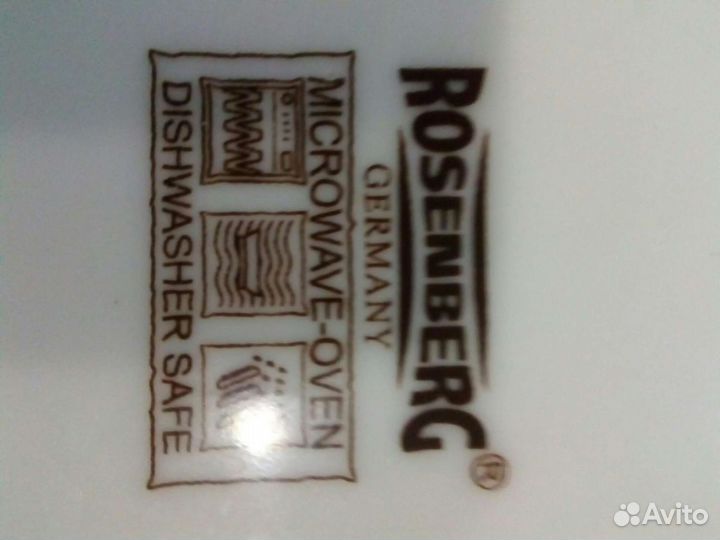 ROSENBERG®
GERMANY
MICROWAVE-OVEN
DISHWASHER SAFE
Avito